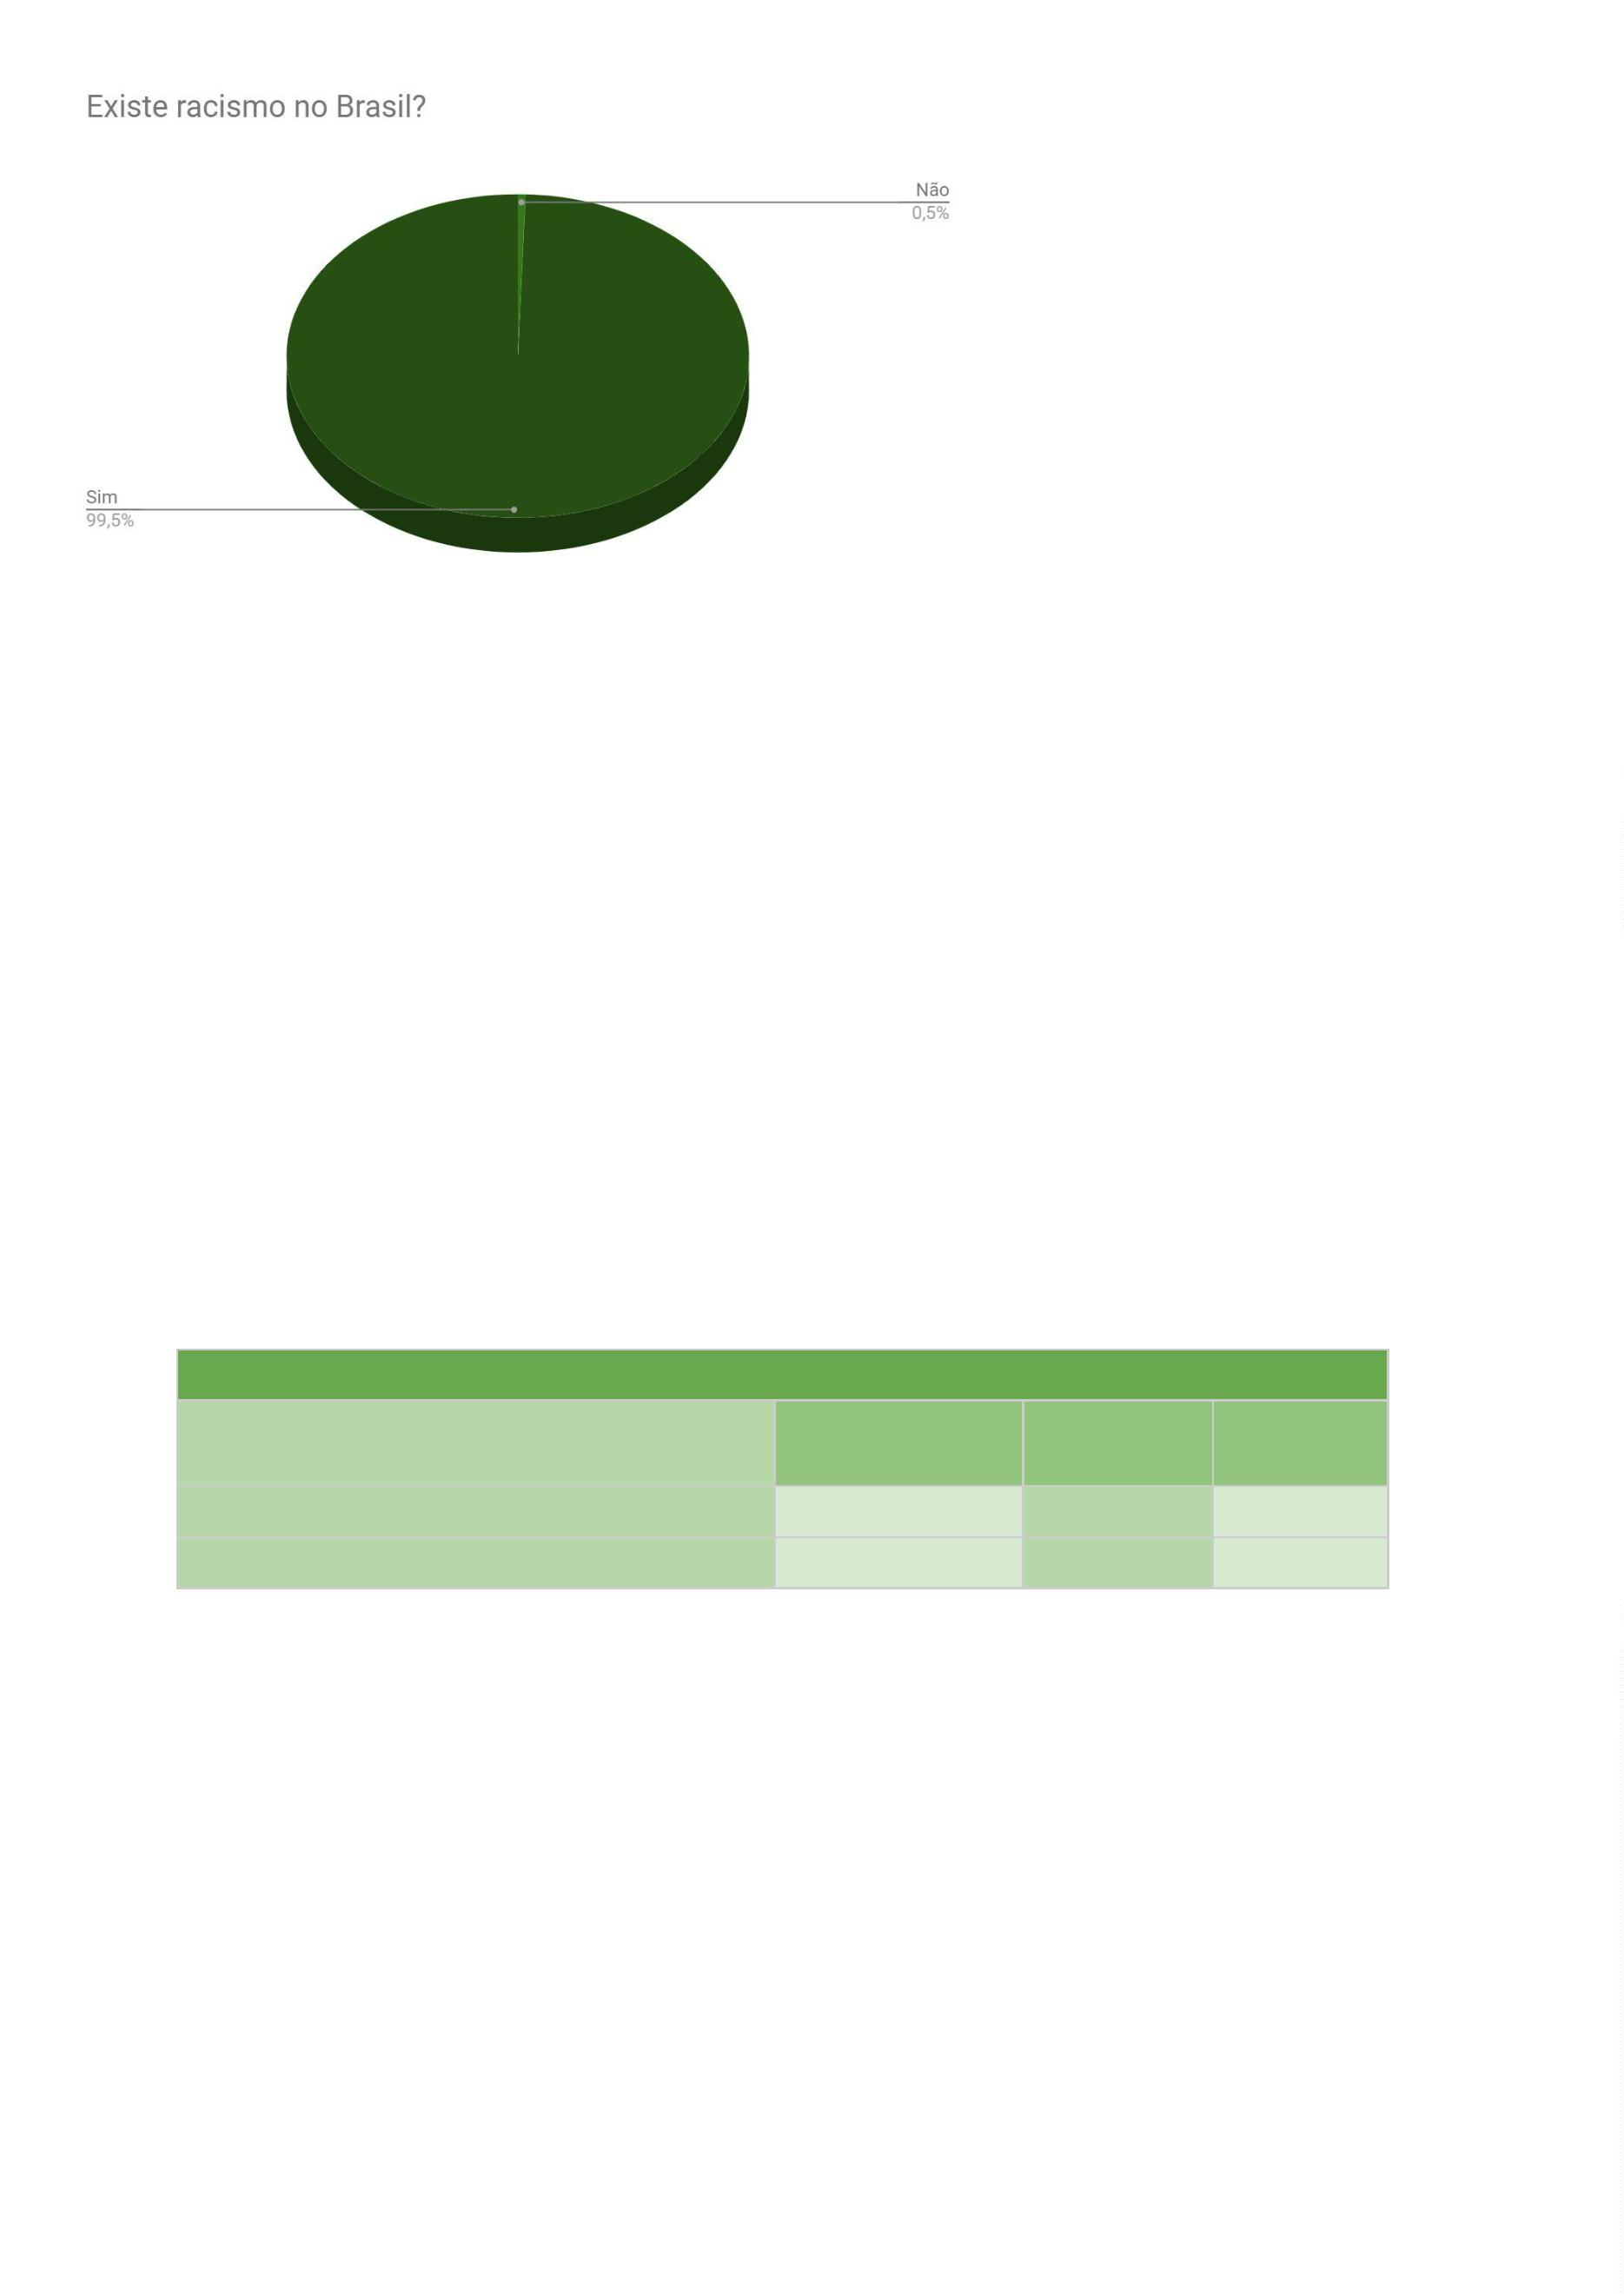 Existe racismo no Brasil?
Não
0,5%
Sim
99,5%